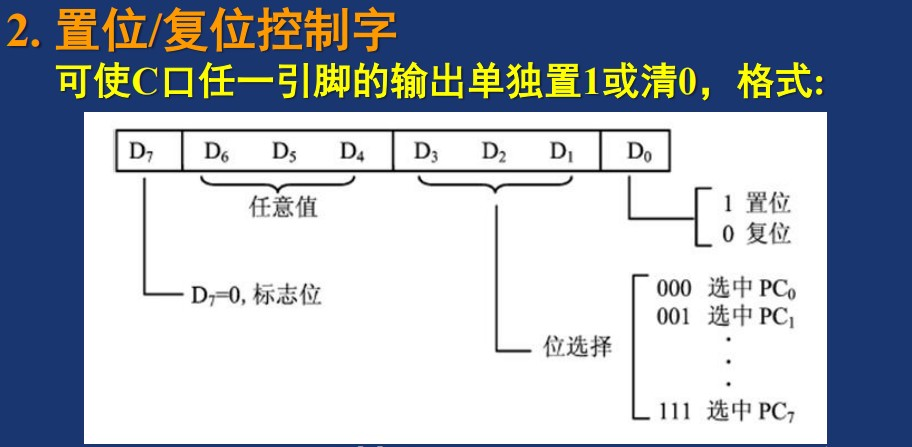 2. 置位/复位控制字
可使C口任一引脚的输出单独置1或清0，格式:
D₇ D₆ D₅ D₄ D₃ D₂ D₁ D₀
任意值
1 置位
0 复位
D₇=0, 标志位
000 选中 PC₀
001 选中 PC₁
位选择
111 选中 PC₇